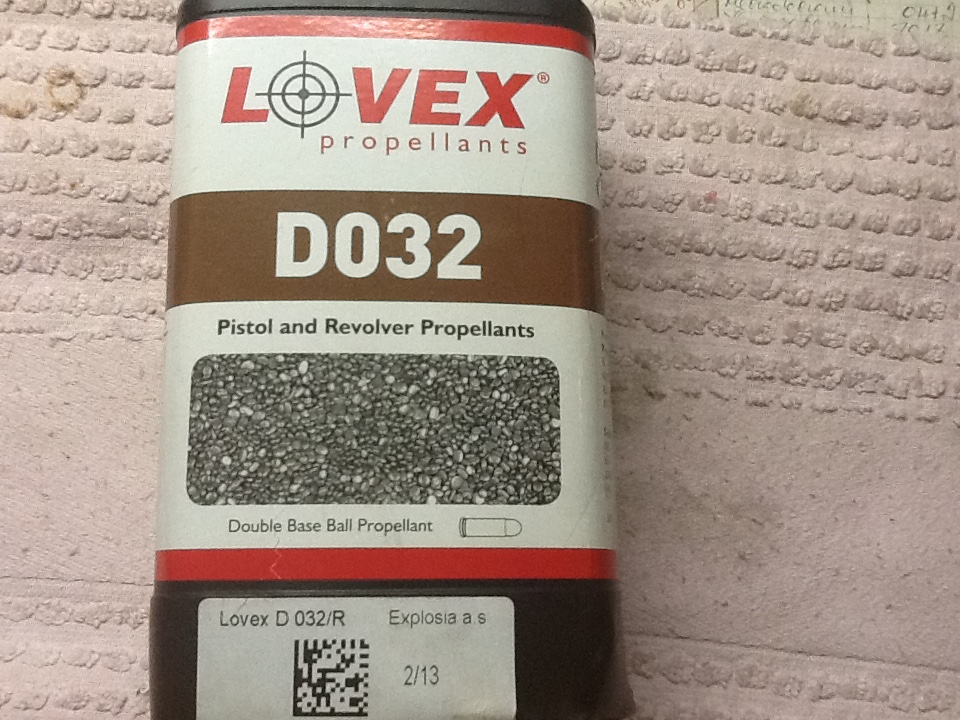 LOVEX®
propellants
D032
Pistol and Revolver Propellants
Double Base Ball Propellant
Lovex D 032/R Explosia a.s
2/13